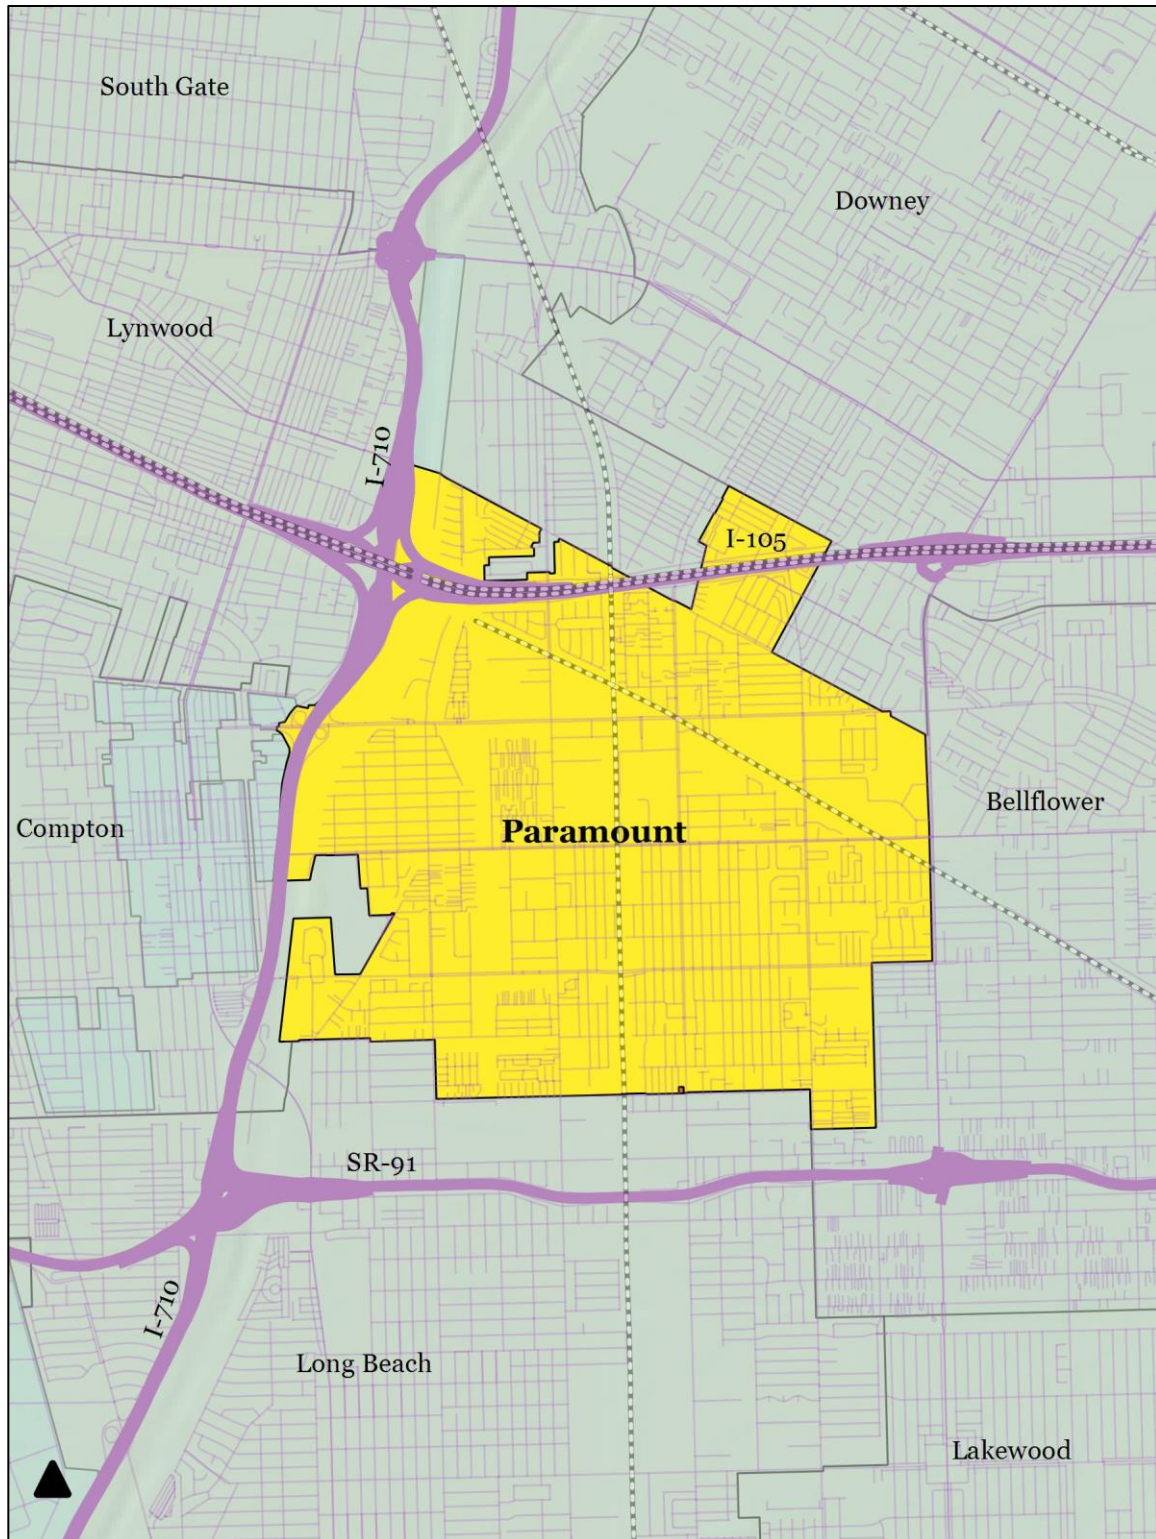 South Gate
Downey
Lynwood
I-710
I-105
Bellflower
Compton
Paramount
SR-91
I-710
Long Beach
Lakewood